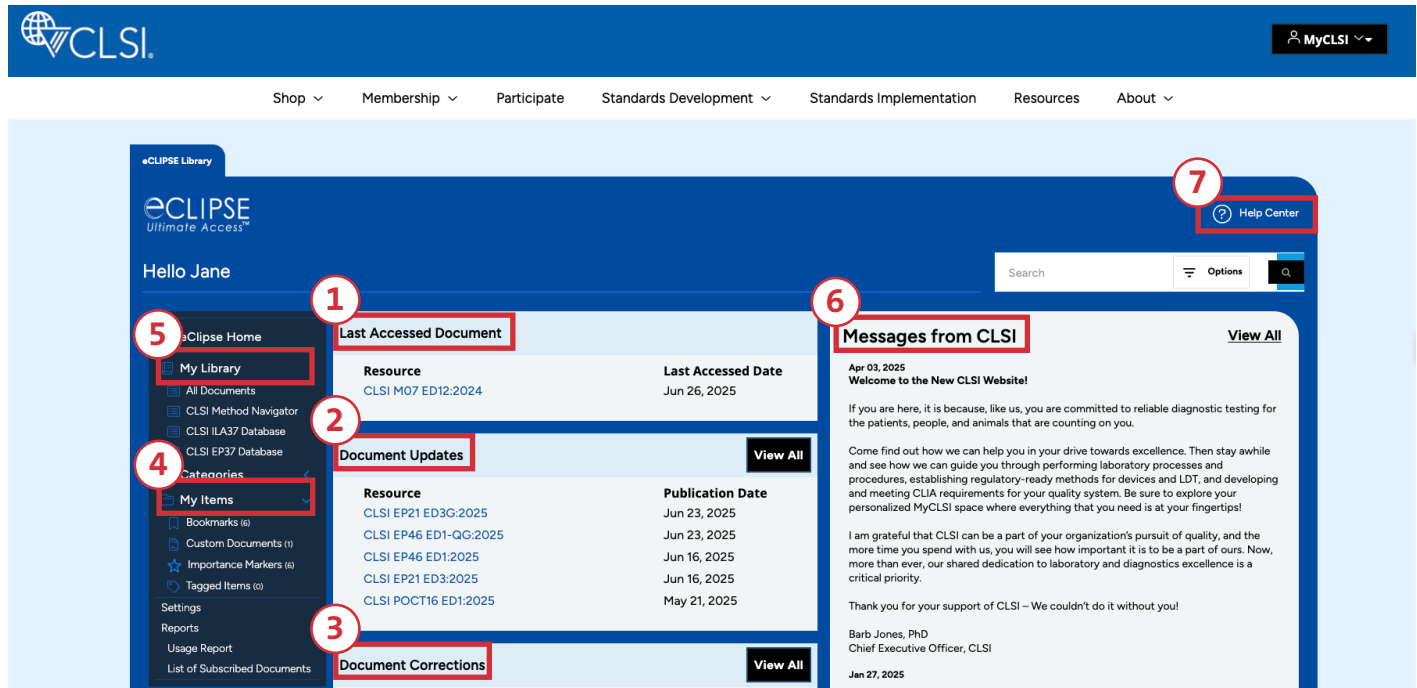 CLSI.
MyCLSI
Shop
Membership
Participate
Standards Development
Standards Implementation
Resources
About
eCLIPSE Library
7
eCLIPSE
Ultimate Access™
Help Center
Hello Jane
Search
Options
1
6
5
eClipse Home
My Library
All Documents
CLSI Method Navigator
CLSI ILA37 Database
CLSI EP37 Database
4
Categories
My Items
Bookmarks (6)
Custom Documents (1)
Importance Markers (6)
Tagged Items (0)
Settings
Reports
Usage Report
List of Subscribed Documents
Last Accessed Document
Resource Last Accessed Date
CLSI M07 ED12:2024 Jun 26, 2025
2
Document Updates View All
Resource Publication Date
CLSI EP21 ED3G:2025 Jun 23, 2025
CLSI EP46 ED1-QG:2025 Jun 23, 2025
CLSI EP46 ED1:2025 Jun 16, 2025
CLSI EP21 ED3:2025 Jun 16, 2025
CLSI POCT16 ED1:2025 May 21, 2025
3
Document Corrections View All
Messages from CLSI View All
Apr 03, 2025
Welcome to the New CLSI Website!
If you are here, it is because, like us, you are committed to reliable diagnostic testing for
the patients, people, and animals that are counting on you.
Come find out how we can help you in your drive towards excellence. Then stay awhile
and see how we can guide you through performing laboratory processes and
procedures, establishing regulatory-ready methods for devices and LDT, and developing
and meeting CLIA requirements for your quality system. Be sure to explore your
personalized MyCLSI space where everything that you need is at your fingertips!
I am grateful that CLSI can be a part of your organization's pursuit of quality, and the
more time you spend with us, you will see how important it is to be a part of ours. Now,
more than ever, our shared dedication to laboratory and diagnostics excellence is a
critical priority.
Thank you for your support of CLSI – We couldn't do it without you!
Barb Jones, PhD
Chief Executive Officer, CLSI
Jan 27, 2025